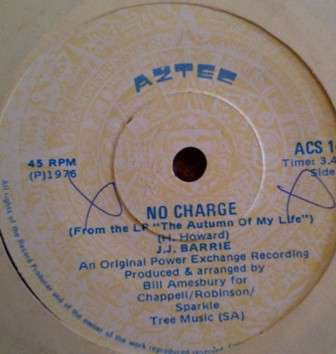 AZTEC
45 RPM
(P)1976
ACS 1
Time: 3.4
Side
NO CHARGE
(From the LP "The Autumn Of My Life")
(H. Howard)
J.J. BARRIE
An Original Power Exchange Recording
Produced & arranged by
Bill Amesbury for
Chappell/Robinson/
Sparkle
Tree Music (SA)
All rights of the Record Producer and of the owner of the work reproduced